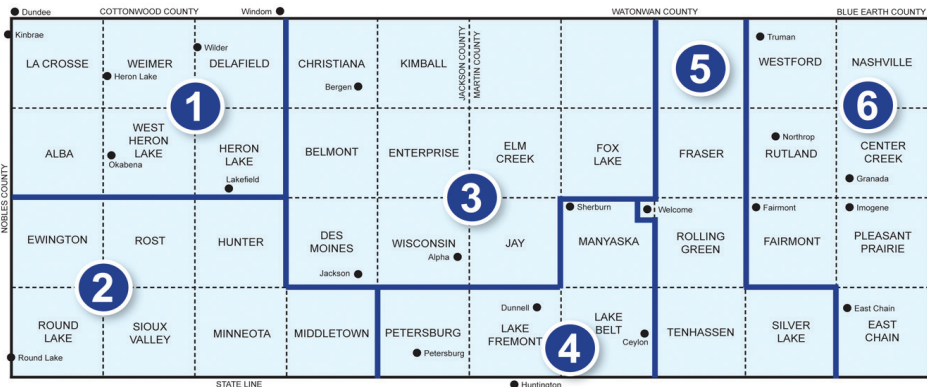 Dundee
COTTONWOOD COUNTY
Windom
WATONWAN COUNTY
BLUE EARTH COUNTY
Kinbrae
LA CROSSE
WEIMER
Heron Lake
Wilder
DELAFIELD
CHRISTIANA
Bergen
KIMBALL
JACKSON COUNTY
MARTIN COUNTY
5
Truman
WESTFORD
NASHVILLE
1
6
ALBA
WEST
HERON
LAKE
Okabena
HERON
LAKE
Lakefield
BELMONT
ENTERPRISE
ELM
CREEK
FOX
LAKE
FRASER
Northrop
RUTLAND
CENTER
CREEK
Granada
NOBLES COUNTY
3
EWINGTON
ROST
HUNTER
DES
MOINES
Jackson
WISCONSIN
Alpha
JAY
Sherburn
Welcome
MANYASKA
ROLLING
GREEN
Fairmont
FAIRMONT
Imogene
PLEASANT
PRAIRIE
2
ROUND
LAKE
Round Lake
SIOUX
VALLEY
MINNEOTA
MIDDLETOWN
PETERSBURG
Petersburg
Dunnell
LAKE
FREMONT
4
LAKE
BELT
Ceylon
TENHASSEN
SILVER
LAKE
East Chain
EAST
CHAIN
STATE LINE
Huntington